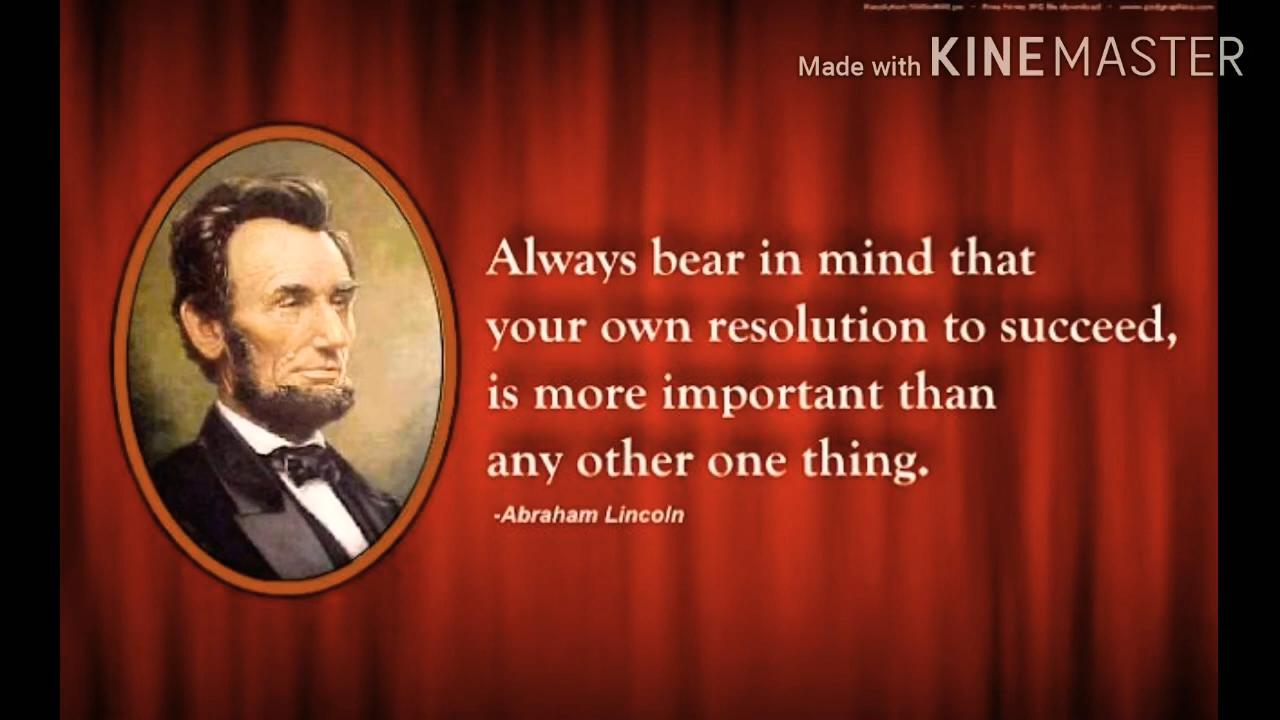 Made with KINEMASTER
Always bear in mind that
your own resolution to succeed,
is more important than
any other one thing.
-Abraham Lincoln